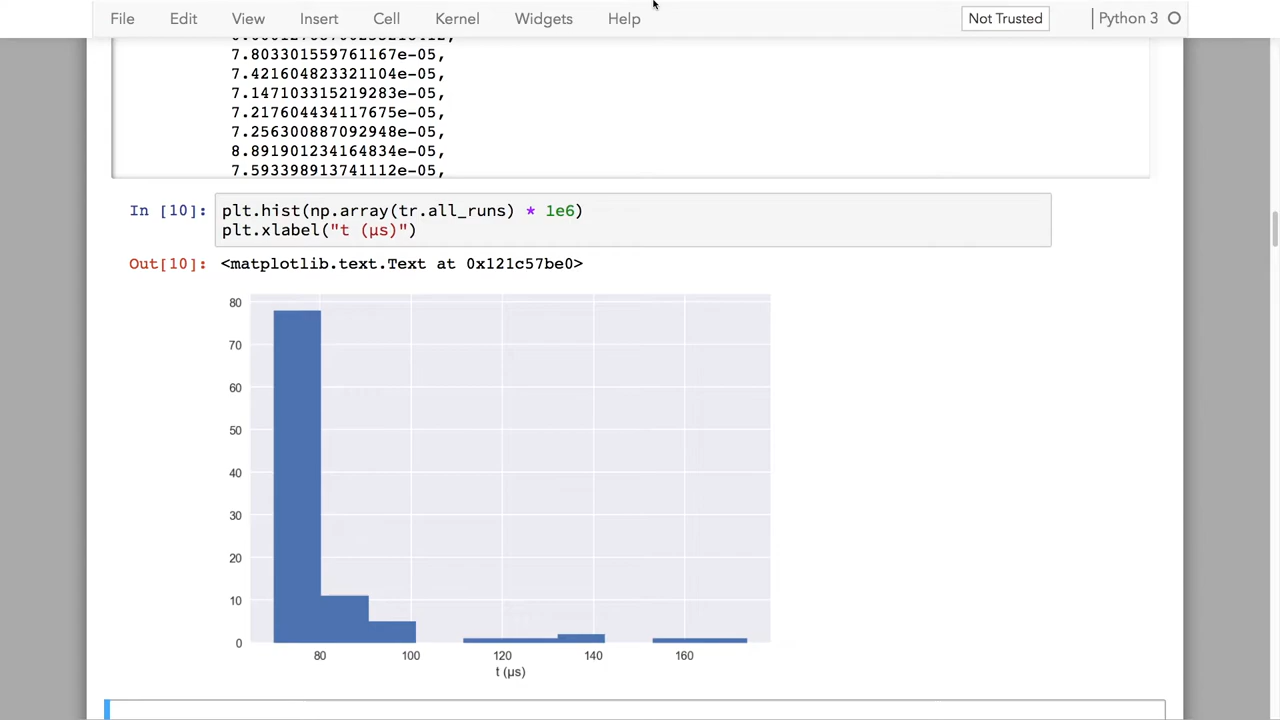 File Edit View Insert Cell Kernel Widgets Help Not Trusted Python 3
7.803301559761167e-05,
7.421604823321104e-05,
7.147103315219283e-05,
7.217604434117675e-05,
7.256300887092948e-05,
8.891901234164834e-05,
7.593398913741112e-05,
In [10]: plt.hist(np.array(tr.all_runs) * 1e6)
plt.xlabel("t (µs)")
Out[10]: <matplotlib.text.Text at 0x121c57be0>
80
70
60
50
40
30
20
10
0
80 100 120 140 160
t (µs)